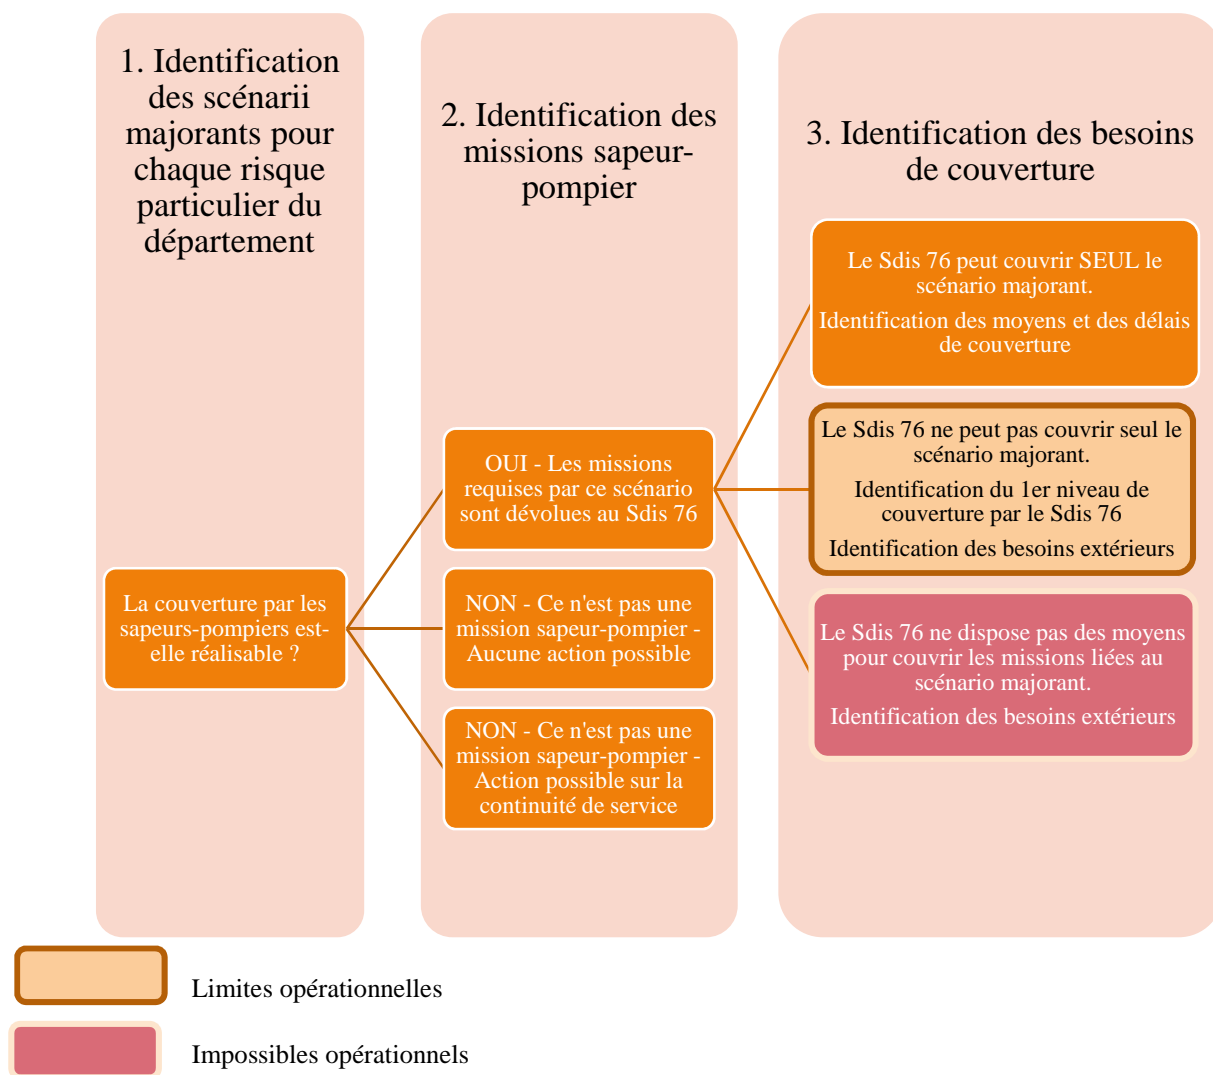 1. Identification
des scénarii
majorants pour
chaque risque
particulier du
département
La couverture par les
sapeurs-pompiers est-
elle réalisable ?
2. Identification des
missions sapeur-
pompier
OUI - Les missions
requises par ce scénario
sont dévolues au Sdis 76
NON - Ce n'est pas une
mission sapeur-pompier -
Aucune action possible
NON - Ce n'est pas une
mission sapeur-pompier -
Action possible sur la
continuité de service
3. Identification des besoins
de couverture
Le Sdis 76 peut couvrir SEUL le
scénario majorant.
Identification des moyens et des délais
de couverture
Le Sdis 76 ne peut pas couvrir seul le
scénario majorant.
Identification du 1er niveau de
couverture par le Sdis 76
Identification des besoins extérieurs
Le Sdis 76 ne dispose pas des moyens
pour couvrir les missions liées au
scénario majorant.
Identification des besoins extérieurs
Limites opérationnelles
Impossibles opérationnels